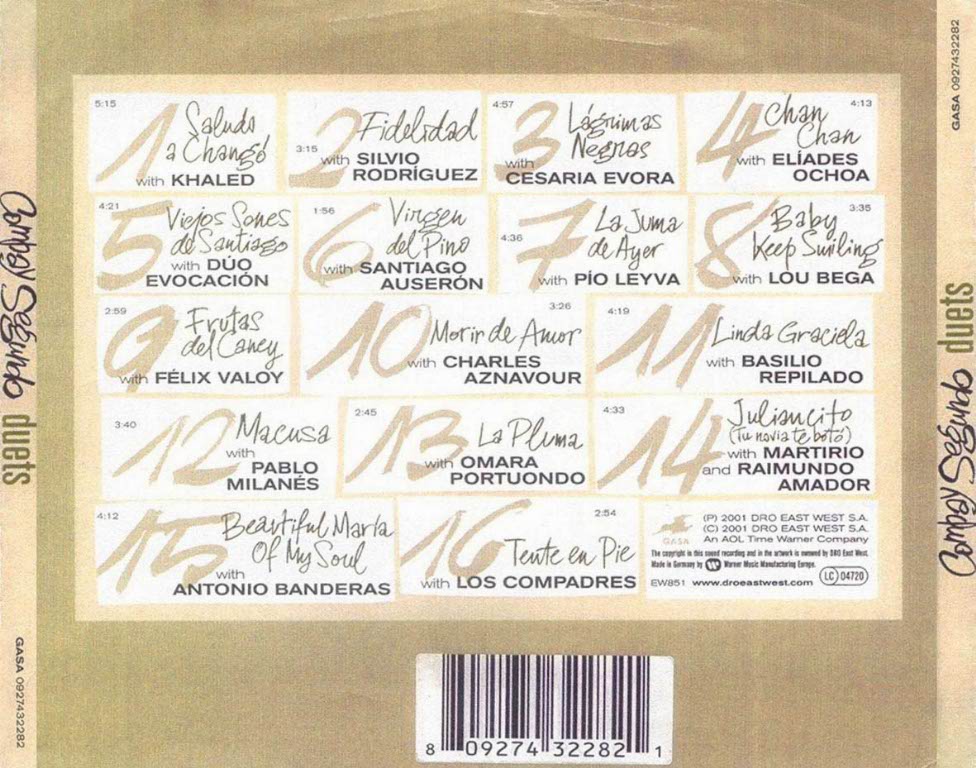 GASA 0927432282
Compay Segundo duets
5:15
1 Saludo
a Changó
with KHALED
2 Fidelidad
3:15
with SILVIO
RODRÍGUEZ
4:57
3 Lágrimas
Negras
with
CESARIA EVORA
4:13
4 Chan
Chan
with ELÍADES
OCHOA
4:21
5 Viejos Sones
de Santiago
with DÚO
EVOCACIÓN
1:56
6 Virgen
del Pino
with SANTIAGO
AUSERÓN
4:36
7 La Juma
de Ayer
with PÍO LEYVA
3:35
8 Baby
Keep Smiling
with LOU BEGA
2:59
9 Frutas
del Caney
with FÉLIX VALOY
3:26
10 Morir de Amor
with CHARLES
AZNAVOUR
4:19
11 Linda Graciela
with BASILIO
REPILADO
3:40
12 Macusa
with
PABLO
MILANÉS
2:45
13 La Pluma
with OMARA
PORTUONDO
4:33
14 Juliancito
(Tu novia te botó)
with MARTIRIO
and RAIMUNDO
AMADOR
4:12
15 Beautiful Maria
Of My Soul
with
ANTONIO BANDERAS
2:54
16 Tente en Pie
with LOS COMPADRES
GASA
(P) 2001 DRO EAST WEST S.A.
(C) 2001 DRO EAST WEST S.A.
An AOL Time Warner Company
The copyright in this sound recording and in the artwork is owned by DRO East West.
Made in Germany by Warner Music Manufacturing Europe.
EW851 www.droeastwest.com LC 04720
8 09274 32282 1
Compay Segundo duets
GASA 0927432282